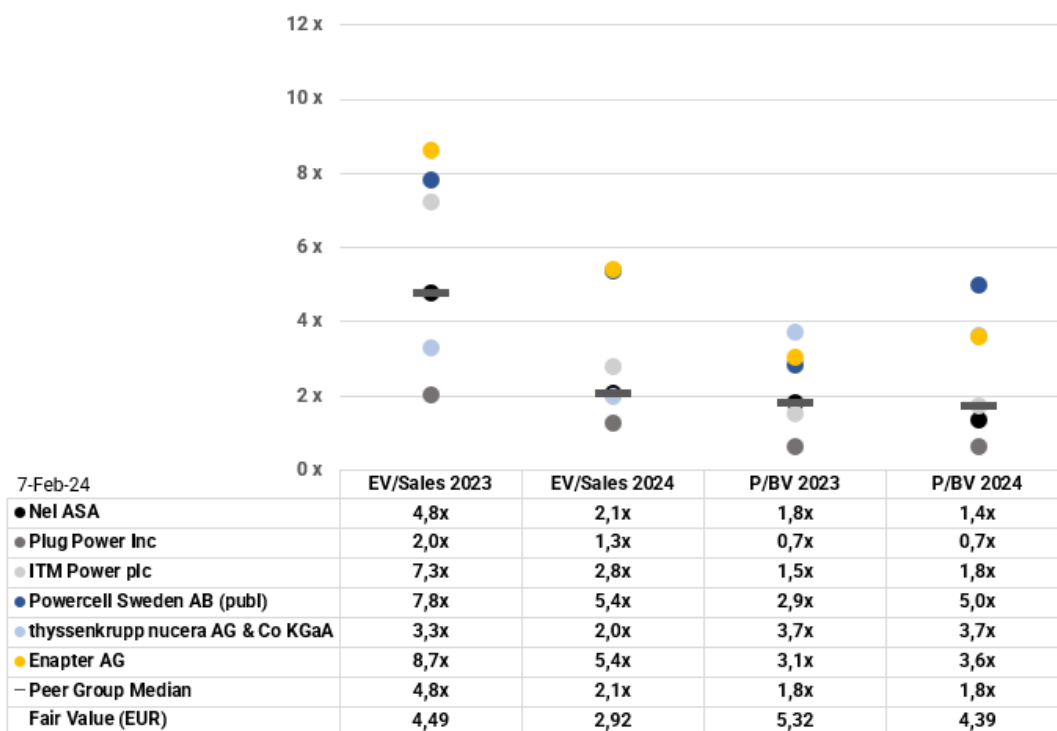 12 x
10 x
8 x
6 x
4 x
2 x
0 x
7-Feb-24 EV/Sales 2023 EV/Sales 2024 P/BV 2023 P/BV 2024
Nel ASA 4,8x 2,1x 1,8x 1,4x
Plug Power Inc 2,0x 1,3x 0,7x 0,7x
ITM Power plc 7,3x 2,8x 1,5x 1,8x
Powercell Sweden AB (publ) 7,8x 5,4x 2,9x 5,0x
thyssenkrupp nucera AG & Co KGaA 3,3x 2,0x 3,7x 3,7x
Enapter AG 8,7x 5,4x 3,1x 3,6x
Peer Group Median 4,8x 2,1x 1,8x 1,8x
Fair Value (EUR) 4,49 2,92 5,32 4,39